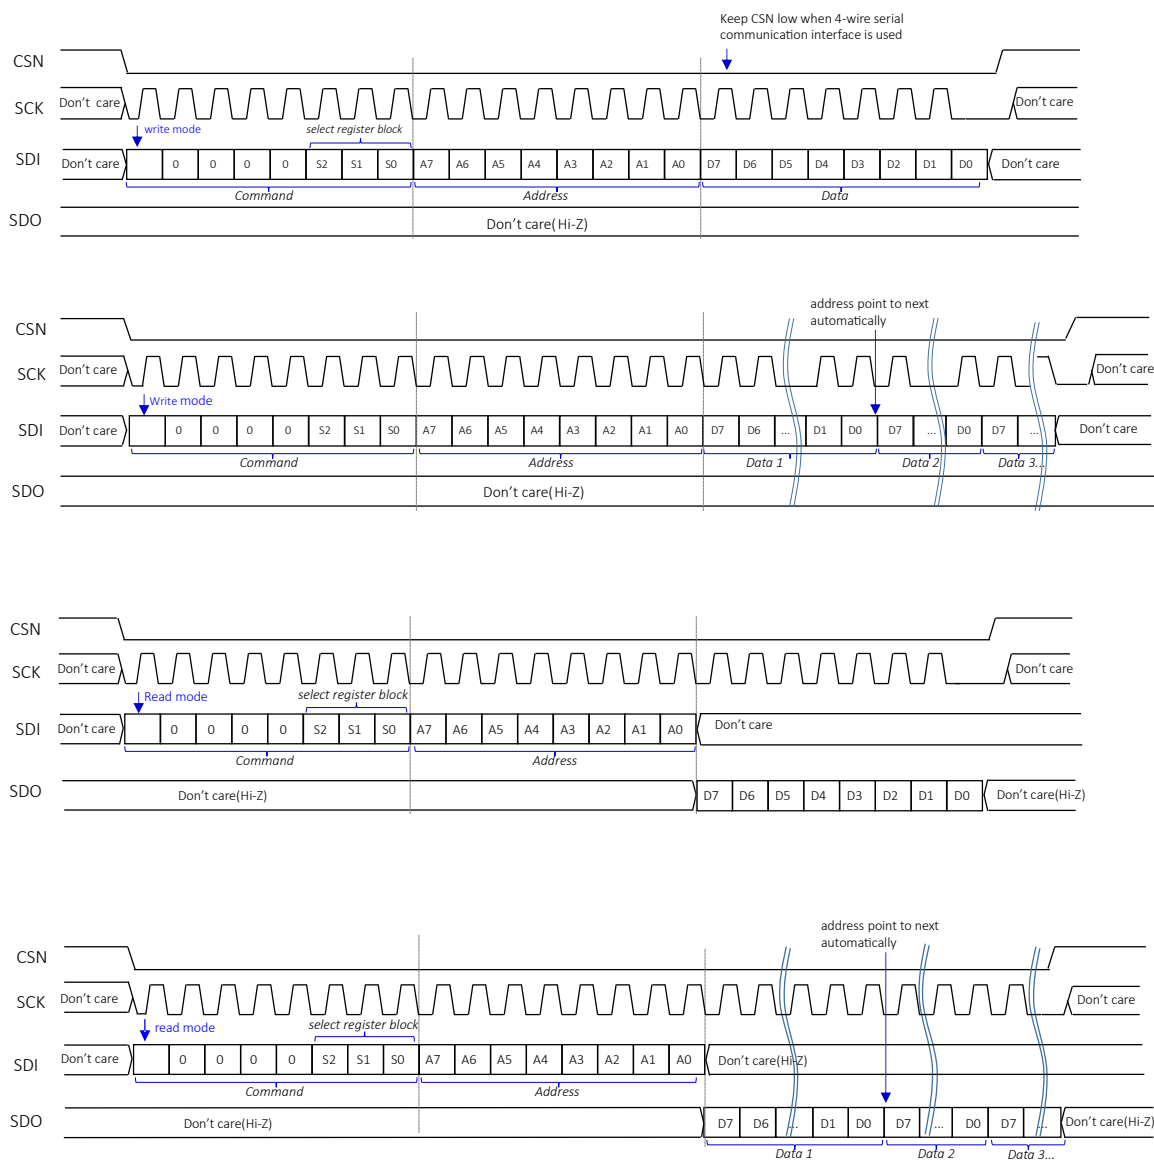 Keep CSN low when 4-wire serial
communication interface is used
CSN
SCK
Don't care
Don't care
write mode
select register block
SDI
Don't care
0 0 0 0 S2 S1 S0 A7 A6 A5 A4 A3 A2 A1 A0 D7 D6 D5 D4 D3 D2 D1 D0
Don't care
Command
Address
Data
SDO
Don't care(Hi-Z)
address point to next
automatically
CSN
SCK
Don't care
Don't care
Write mode
SDI
Don't care
0 0 0 0 S2 S1 S0 A7 A6 A5 A4 A3 A2 A1 A0 D7 D6 ... D1 D0 D7 ... D0 D7 ...
Don't care
Command
Address
Data 1
Data 2
Data 3...
SDO
Don't care(Hi-Z)
CSN
SCK
Don't care
Don't care
Read mode
select register block
SDI
Don't care
0 0 0 0 S2 S1 S0 A7 A6 A5 A4 A3 A2 A1 A0
Don't care
Command
Address
SDO
Don't care(Hi-Z)
D7 D6 D5 D4 D3 D2 D1 D0
Don't care(Hi-Z)
address point to next
automatically
CSN
SCK
Don't care
Don't care
read mode
select register block
SDI
Don't care
0 0 0 0 S2 S1 S0 A7 A6 A5 A4 A3 A2 A1 A0
Don't care(Hi-Z)
Command
Address
SDO
Don't care(Hi-Z)
D7 D6 ... D1 D0 D7 ... D0 D7 ...
Don't care(Hi-Z)
Data 1
Data 2
Data 3...